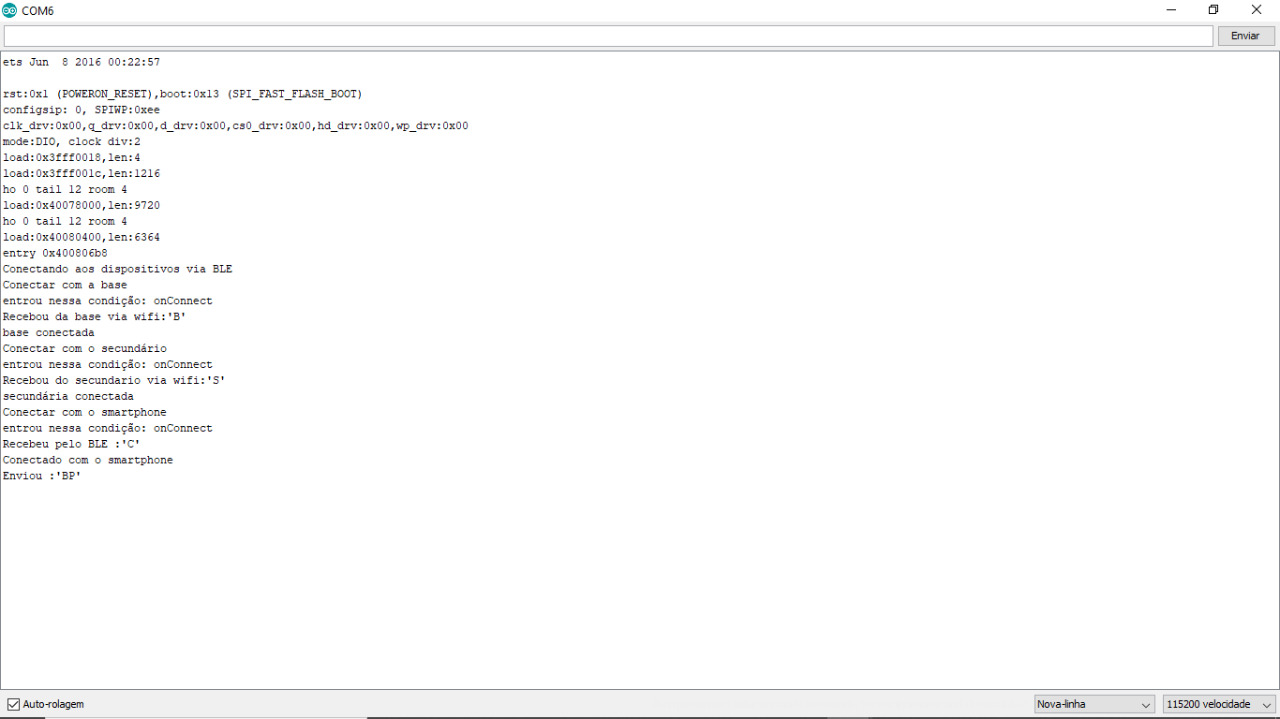 COM6
Enviar
ets Jun  8 2016 00:22:57
rst:0x1 (POWERON_RESET),boot:0x13 (SPI_FAST_FLASH_BOOT)
configsip: 0, SPIWP:0xee
clk_drv:0x00,q_drv:0x00,d_drv:0x00,cs0_drv:0x00,hd_drv:0x00,wp_drv:0x00
mode:DIO, clock div:2
load:0x3fff0018,len:4
load:0x3fff001c,len:1216
ho 0 tail 12 room 4
load:0x40078000,len:9720
ho 0 tail 12 room 4
load:0x40080400,len:6364
entry 0x400806b8
Conectando aos dispositivos via BLE
Conectar com a base
entrou nessa condição: onConnect
Recebou da base via wifi:'B'
base conectada
Conectar com o secundário
entrou nessa condição: onConnect
Recebou do secundario via wifi:'S'
secundária conectada
Conectar com o smartphone
entrou nessa condição: onConnect
Recebeu pelo BLE :'C'
Conectado com o smartphone
Enviou :'BP'
Auto-rolagem
Nova-linha
115200 velocidade